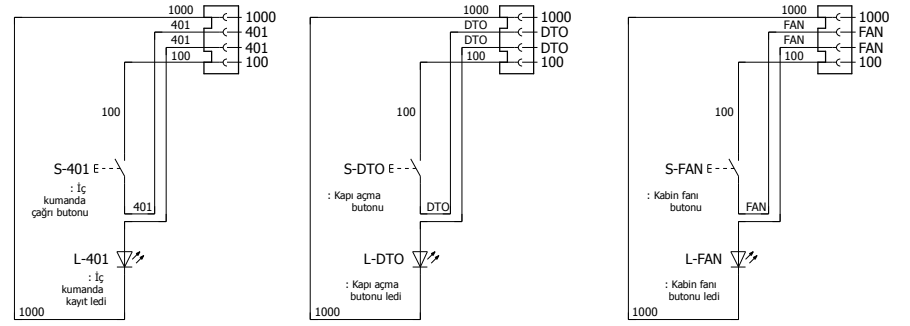 1000 1000
401 401
401 401
100 100
100
S-401 E
: İç
kumanda
çağrı butonu
401
L-401
: İç
kumanda
kayıt ledi
1000
1000 1000
DTO DTO
DTO DTO
100 100
100
S-DTO E
: Kapı açma
butonu
DTO
L-DTO
: Kapı açma
butonu ledi
1000
1000 1000
FAN FAN
FAN FAN
100 100
100
S-FAN E
: Kabin fanı
butonu
FAN
L-FAN
: Kabin fanı
butonu ledi
1000